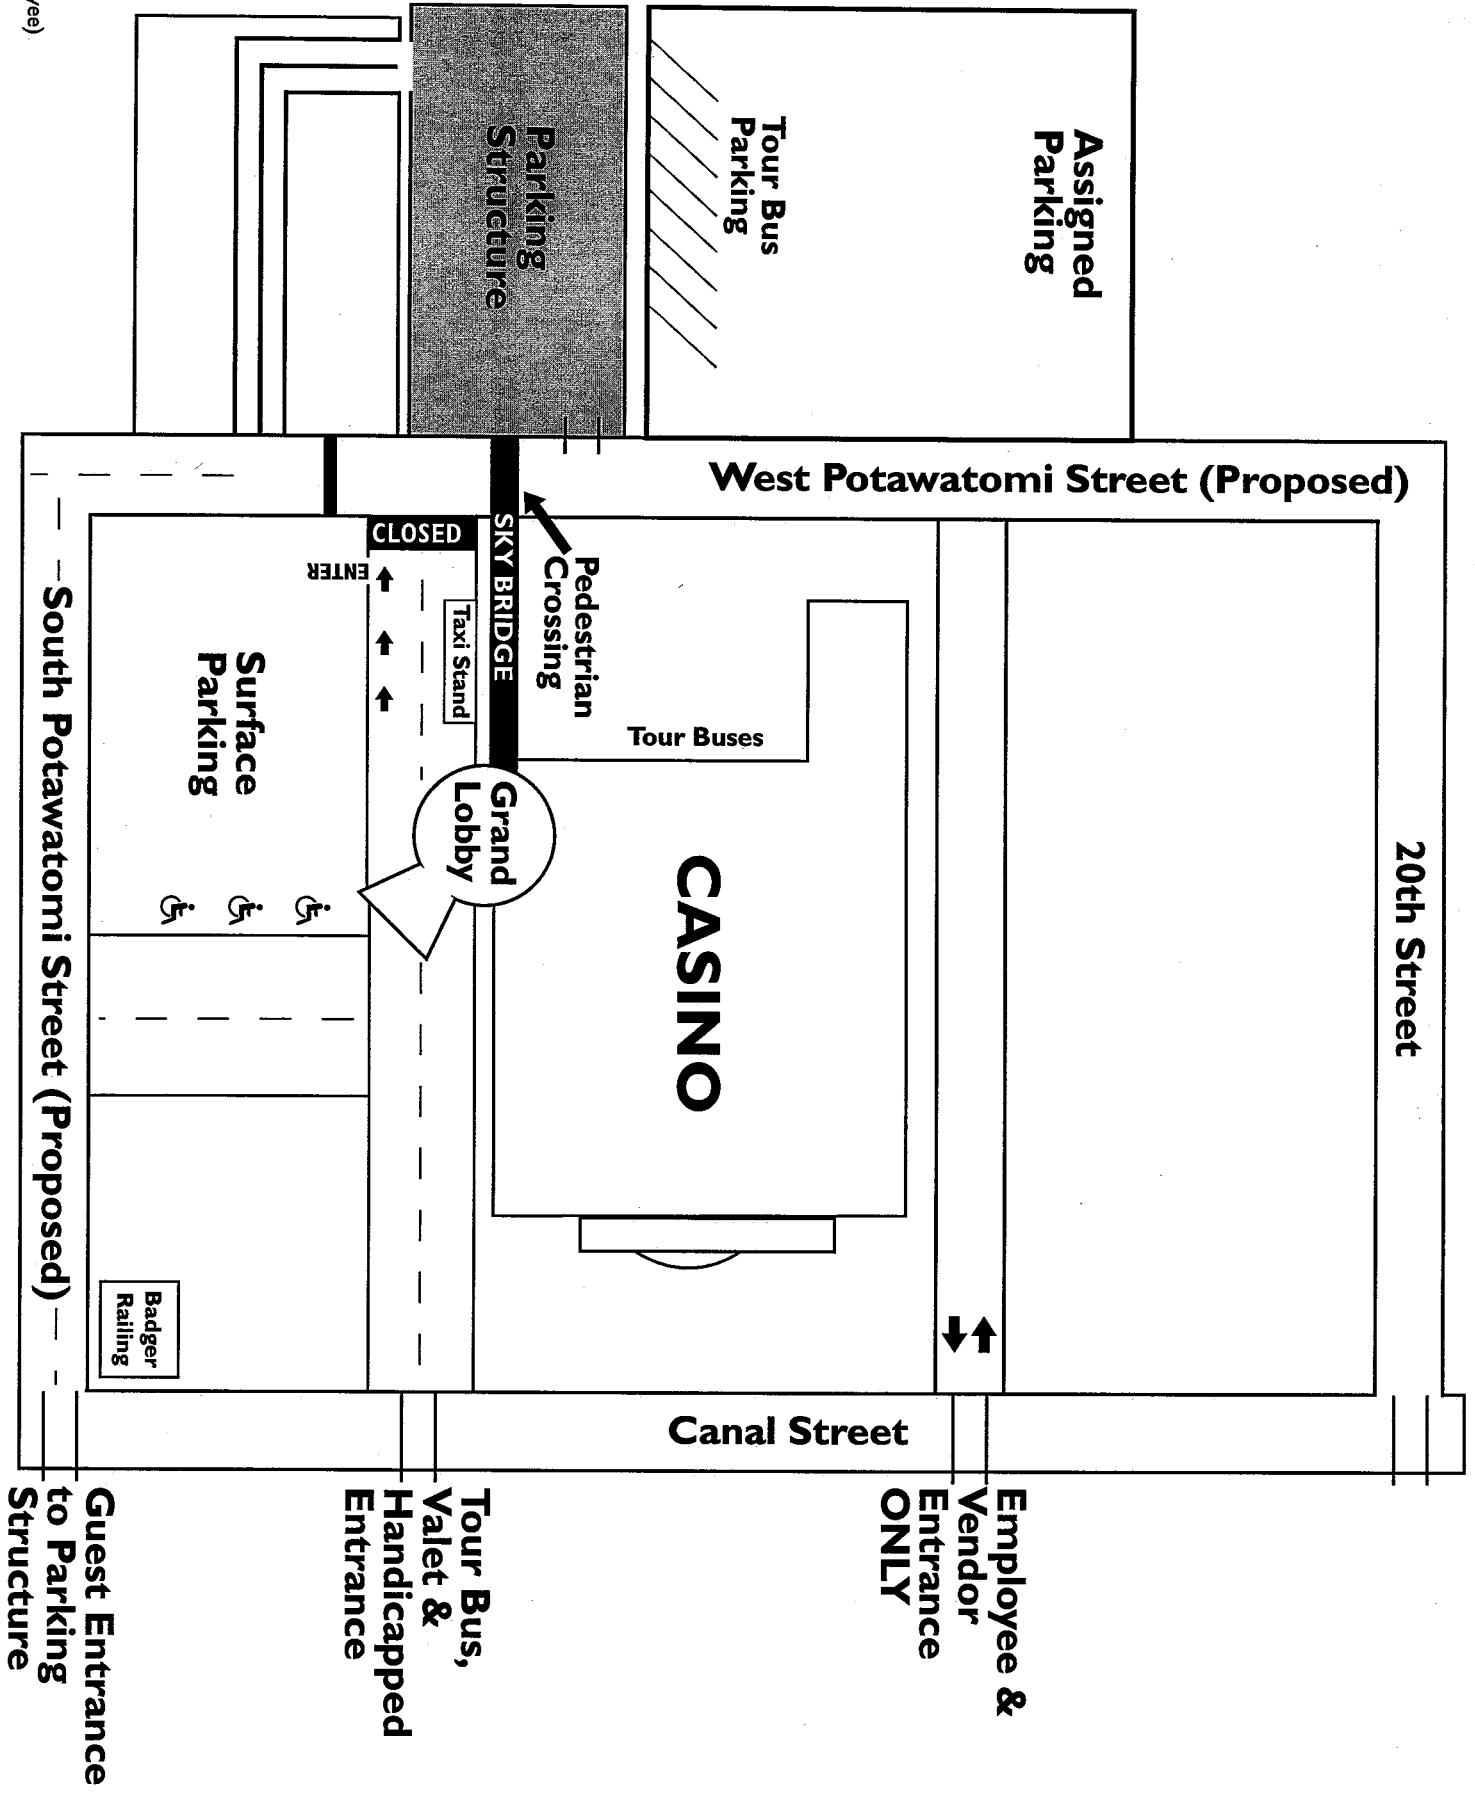 yee)
Assigned
Parking
Tour Bus
Parking
Parking
Structure
West Potawatomi Street (Proposed)
20th Street
CLOSED
ENTER
SKY BRIDGE
Pedestrian
Crossing
Taxi Stand
Surface
Parking
Tour Buses
Grand
Lobby
CASINO
South Potawatomi Street (Proposed)
Badger
Railing
Canal Street
Employee &
Vendor
Entrance
ONLY
Tour Bus,
Valet &
Handicapped
Entrance
Guest Entrance
to Parking
Structure